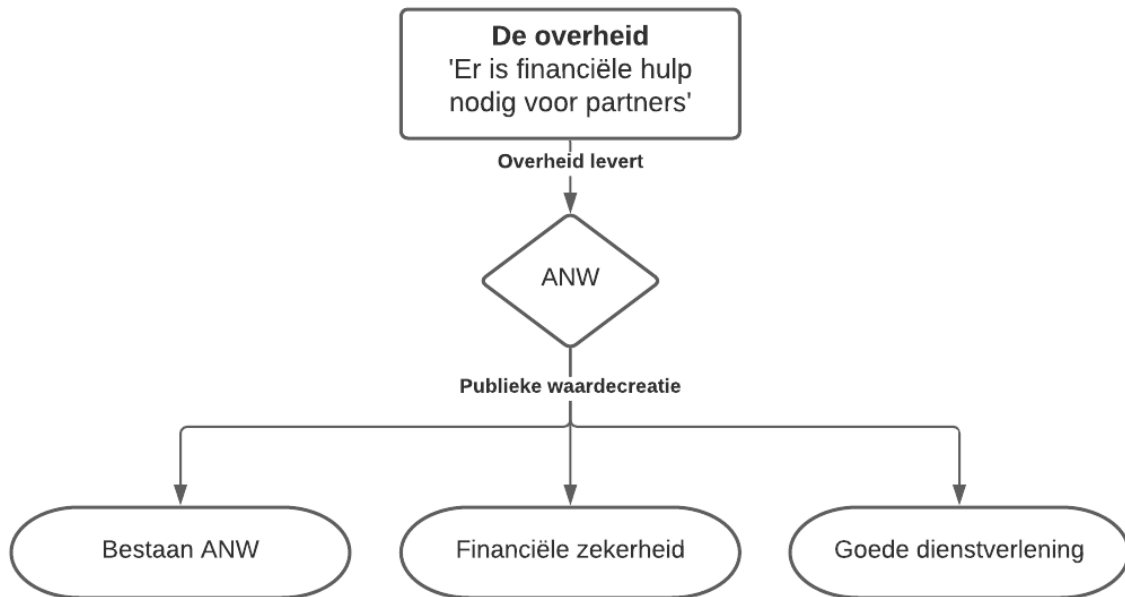 De overheid
'Er is financiële hulp
nodig voor partners'
Overheid levert
ANW
Publieke waardecreatie
Bestaan ANW
Financiële zekerheid
Goede dienstverlening